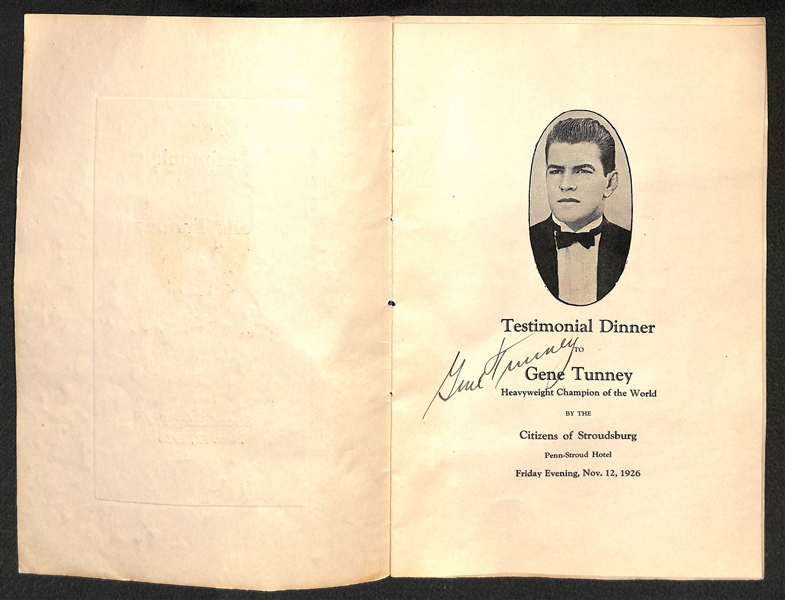 Testimonial Dinner
TO
Gene Tunney
Gene Tunney
Heavyweight Champion of the World
BY THE
Citizens of Stroudsburg
Penn-Stroud Hotel
Friday Evening, Nov. 12, 1926